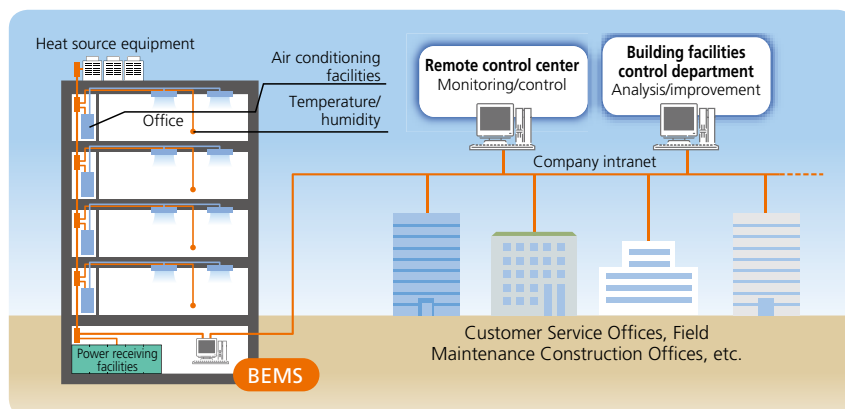 Heat source equipment
Air conditioning
facilities
Temperature/
humidity
Office
Remote control center
Monitoring/control
Building facilities
control department
Analysis/improvement
Company intranet
Power receiving
facilities
BEMS
Customer Service Offices, Field
Maintenance Construction Offices, etc.